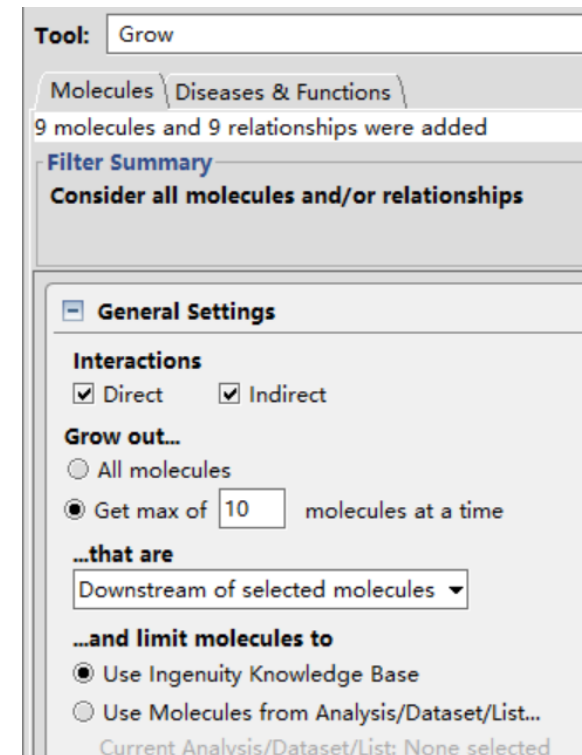 Tool: Grow
Molecules Diseases & Functions
9 molecules and 9 relationships were added
Filter Summary
Consider all molecules and/or relationships
General Settings
Interactions
Direct Indirect
Grow out...
All molecules
Get max of 10 molecules at a time
...that are
Downstream of selected molecules
...and limit molecules to
Use Ingenuity Knowledge Base
Use Molecules from Analysis/Dataset/List...
Current Analysis/Dataset/List: None selected